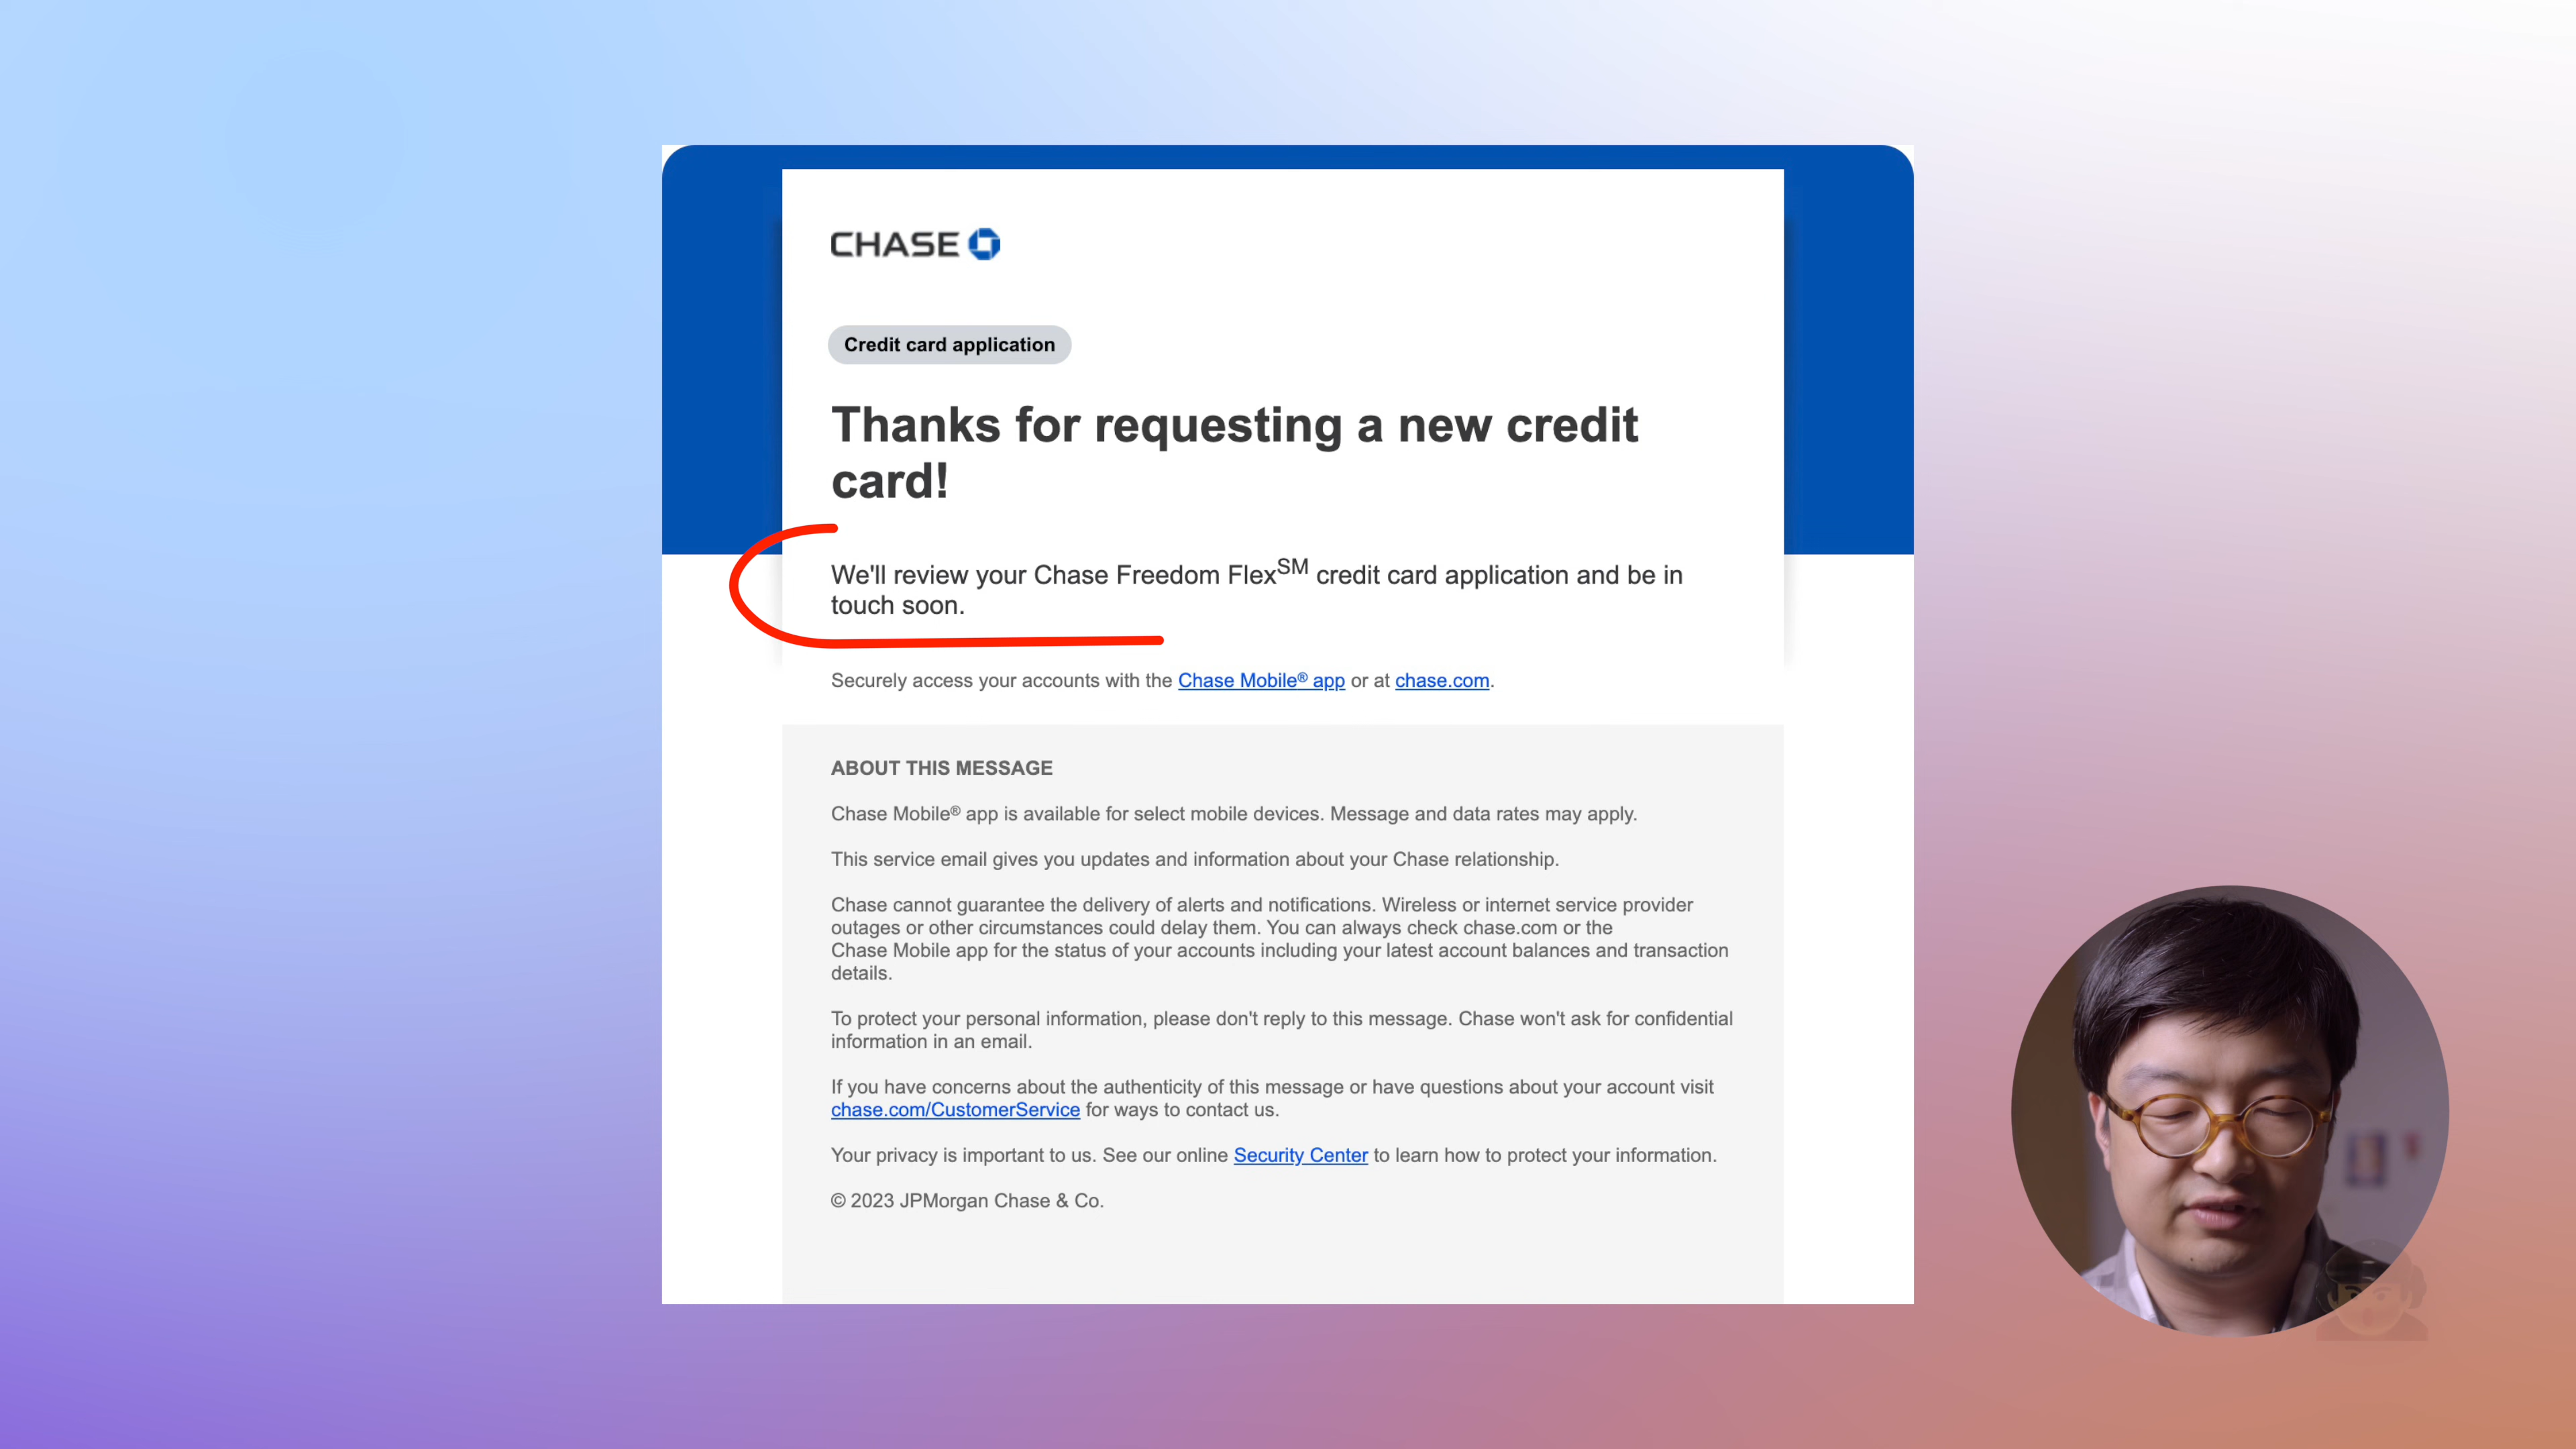 CHASE
Credit card application
Thanks for requesting a new credit
card!
We'll review your Chase Freedom Flex℠ credit card application and be in
touch soon.
Securely access your accounts with the Chase Mobile® app or at chase.com.
ABOUT THIS MESSAGE
Chase Mobile® app is available for select mobile devices. Message and data rates may apply.
This service email gives you updates and information about your Chase relationship.
Chase cannot guarantee the delivery of alerts and notifications. Wireless or internet service provider
outages or other circumstances could delay them. You can always check chase.com or the
Chase Mobile app for the status of your accounts including your latest account balances and transaction
details.
To protect your personal information, please don't reply to this message. Chase won't ask for confidential
information in an email.
If you have concerns about the authenticity of this message or have questions about your account visit
chase.com/CustomerService for ways to contact us.
Your privacy is important to us. See our online Security Center to learn how to protect your information.
© 2023 JPMorgan Chase & Co.